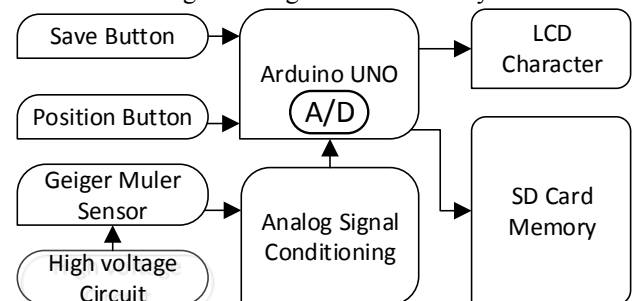 Save Button
Position Button
Geiger Muler
Sensor
High voltage
Circuit
Arduino UNO
A/D
Analog Signal
Conditioning
LCD
Character
SD Card
Memory